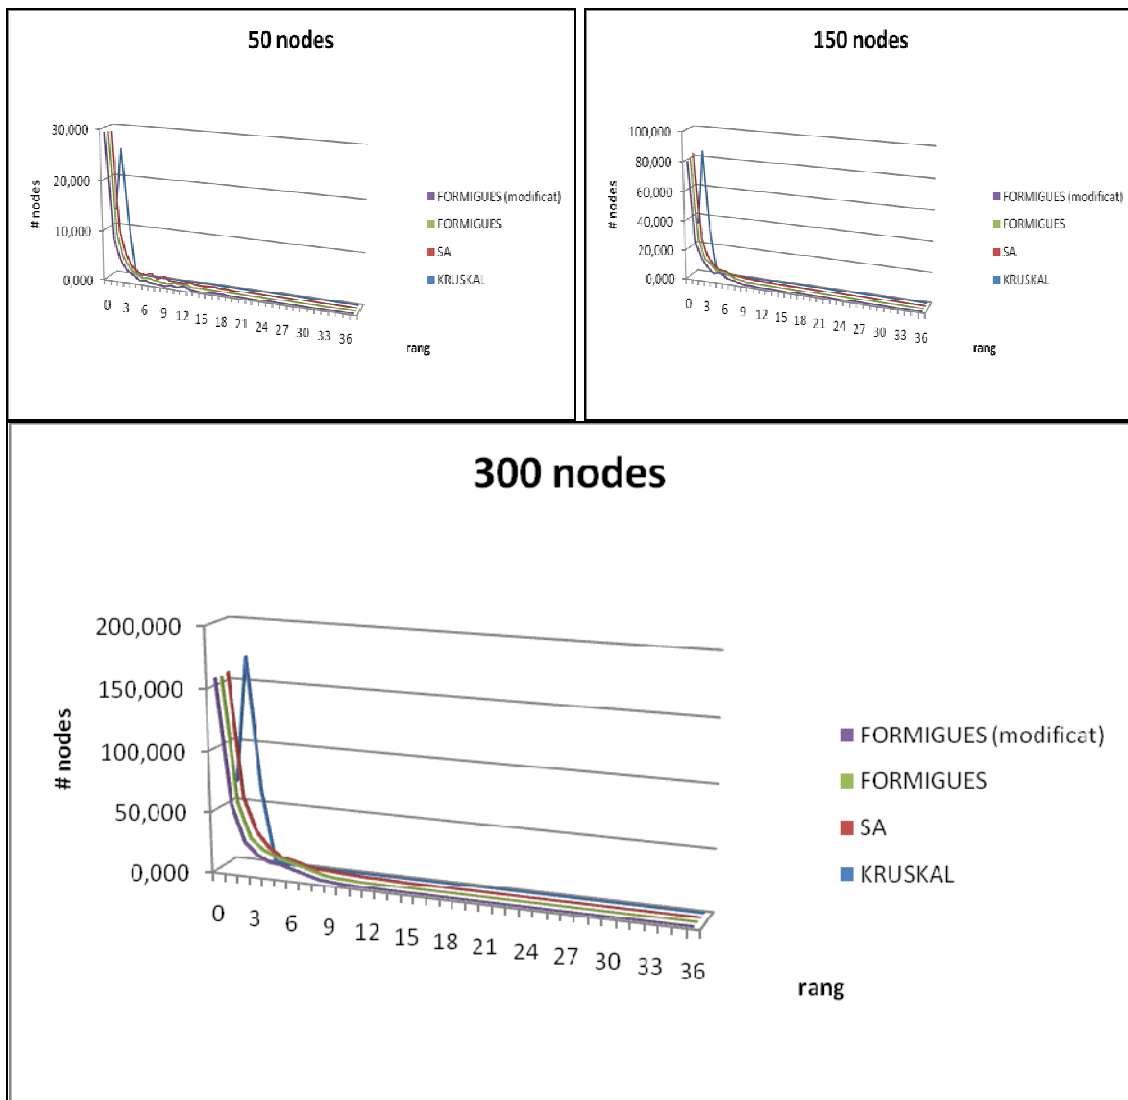 50 nodes
30,000
20,000
10,000
0,000
# nodes
0 3 6 9 12 15 18 21 24 27 30 33 36
rang
FORMIGUES (modificat)
FORMIGUES
SA
KRUSKAL
150 nodes
100,000
80,000
60,000
40,000
20,000
0,000
# nodes
0 3 6 9 12 15 18 21 24 27 30 33 36
rang
FORMIGUES (modificat)
FORMIGUES
SA
KRUSKAL
300 nodes
200,000
150,000
100,000
50,000
0,000
# nodes
0 3 6 9 12 15 18 21 24 27 30 33 36
rang
FORMIGUES (modificat)
FORMIGUES
SA
KRUSKAL